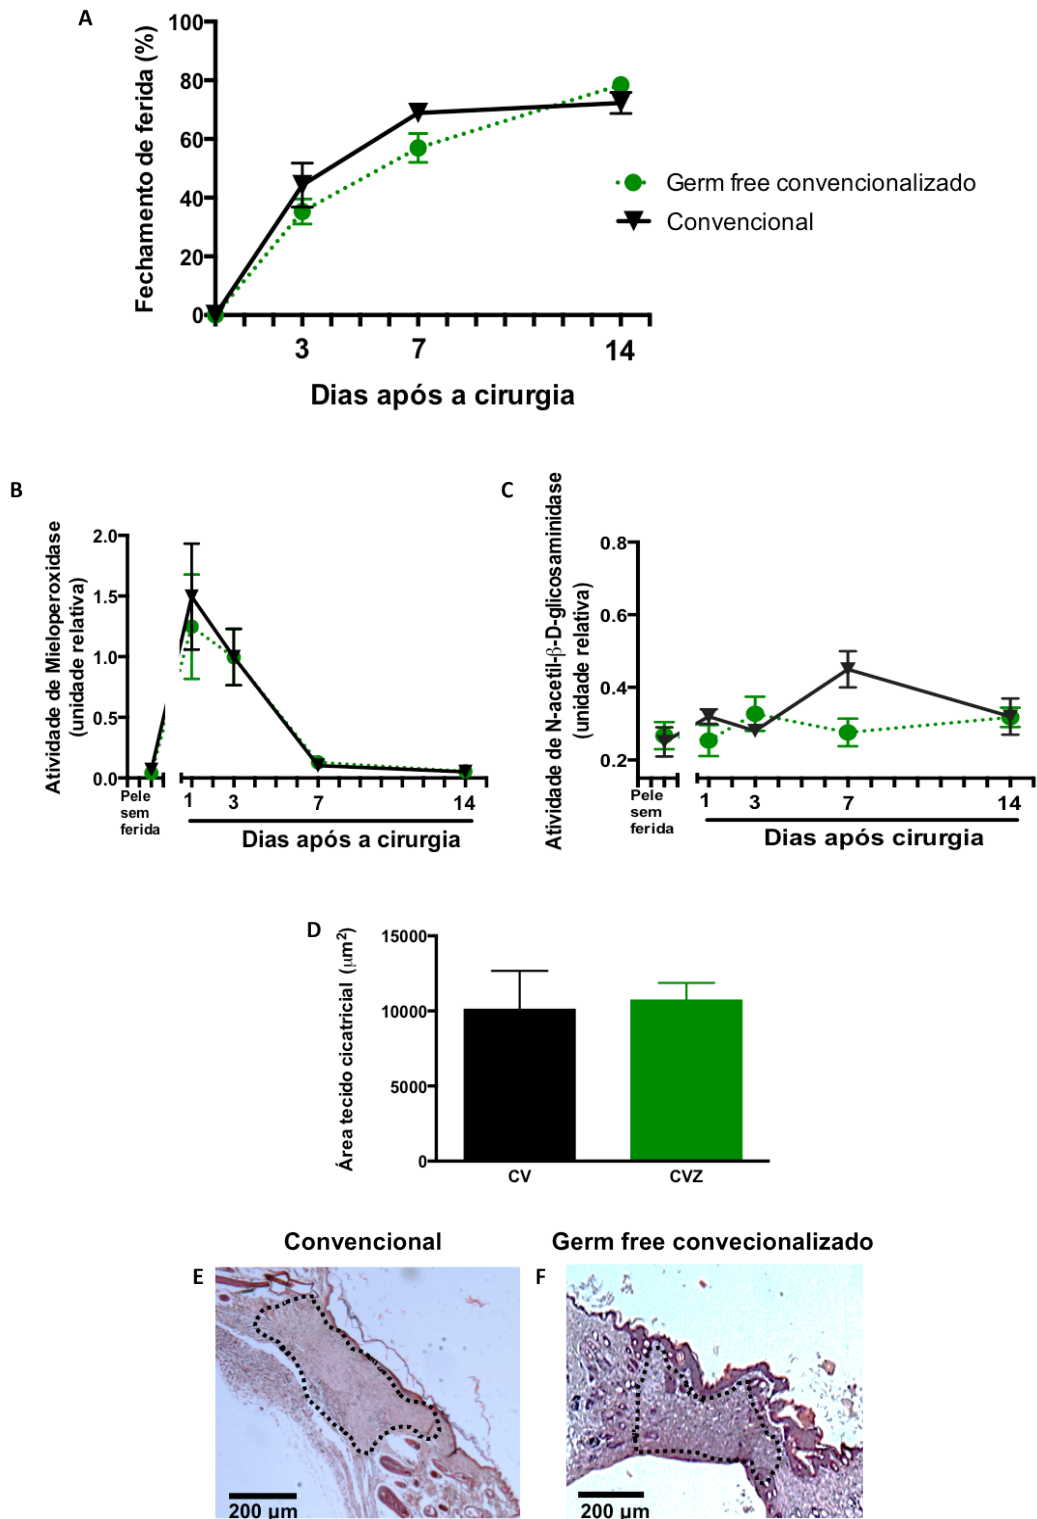 A
Fechamento de ferida (%)
100
80
60
40
20
0
3 7 14
Dias após a cirurgia
Germ free convencionalizado
Convencional
B
Atividade de Mieloperoxidase
(unidade relativa)
2.0
1.5
1.0
0.5
0.0
Pele
sem
ferida
1 3 7 14
Dias após a cirurgia
C
Atividade de N-acetil-β-D-glicosaminidase
(unidade relativa)
0.8
0.6
0.4
0.2
Pele
sem
ferida
1 3 7 14
Dias após cirurgia
D
Área tecido cicatricial (µm²)
15000
10000
5000
0
CV CVZ
Convencional
E
200 µm
Germ free convecionalizado
F
200 µm